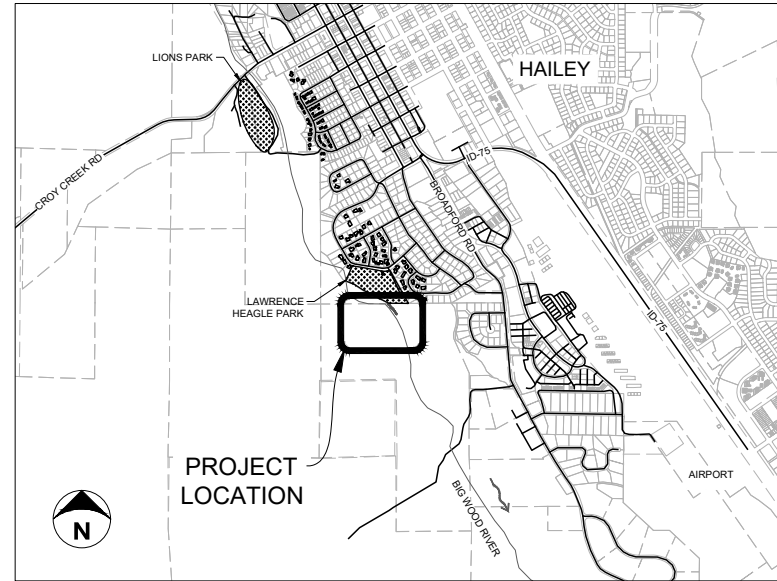 LIONS PARK
HAILEY
CROY CREEK RD
ID-75
BROADFORD RD
LAWRENCE
HEAGLE PARK
ID-75
PROJECT
LOCATION
AIRPORT
BIG WOOD RIVER
N